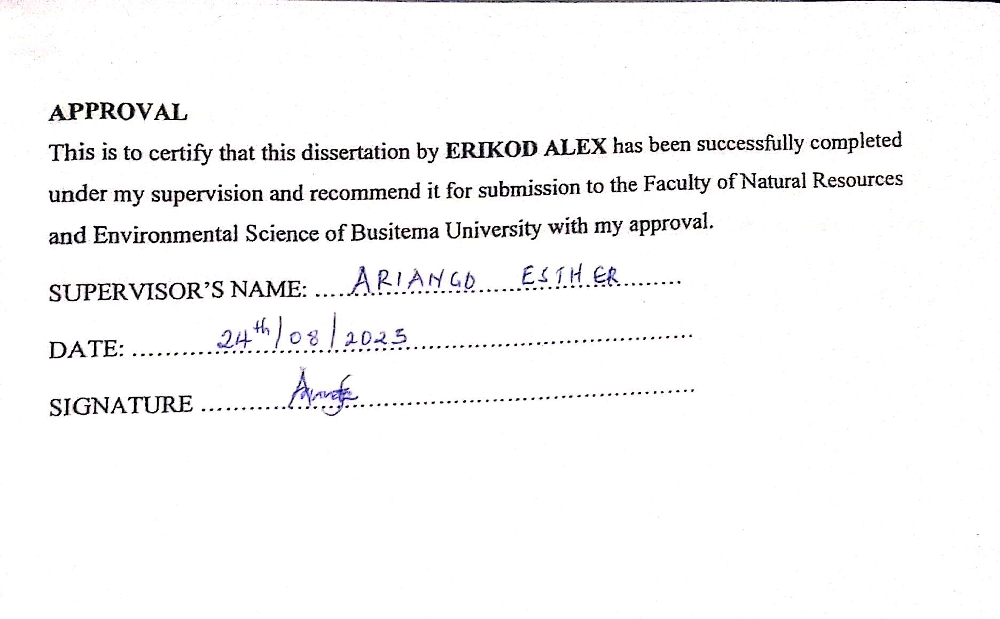 APPROVAL
This is to certify that this dissertation by ERIKOD ALEX has been successfully completed
under my supervision and recommend it for submission to the Faculty of Natural Resources
and Environmental Science of Busitema University with my approval.
SUPERVISOR'S NAME: ARIANGO ESTHER
DATE: 24th/08/2025
SIGNATURE